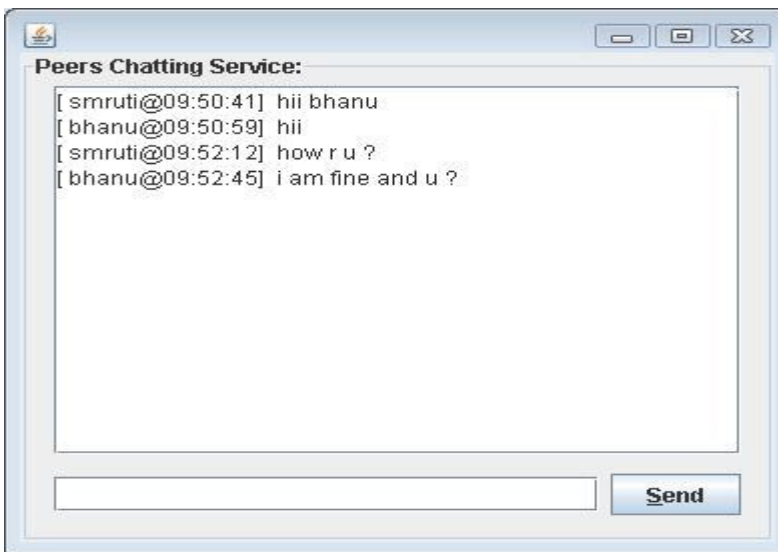 Peers Chatting Service:
[ smruti@09:50:41] hii bhanu
[ bhanu@09:50:59] hii
[ smruti@09:52:12] how r u ?
[ bhanu@09:52:45] i am fine and u ?
Send